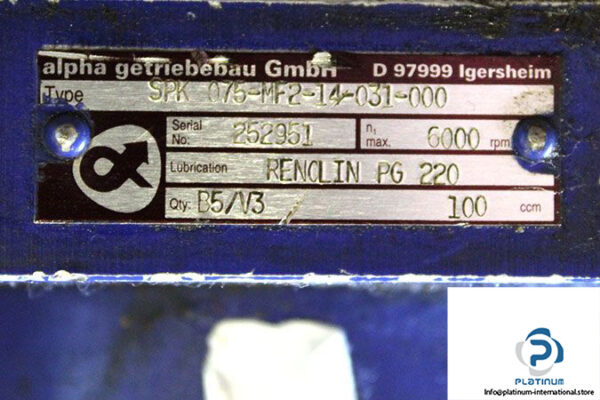 alpha getriebebau GmbH D 97999 Igersheim
Type SPK 075-MF2-14-031-000
Serial No: 252951 n₁ max. 6000 rpm
Lubrication RENOLIN PG 220
Qty: B5/V3 100 ccm
PLATINUM
Info@platinum-international.store